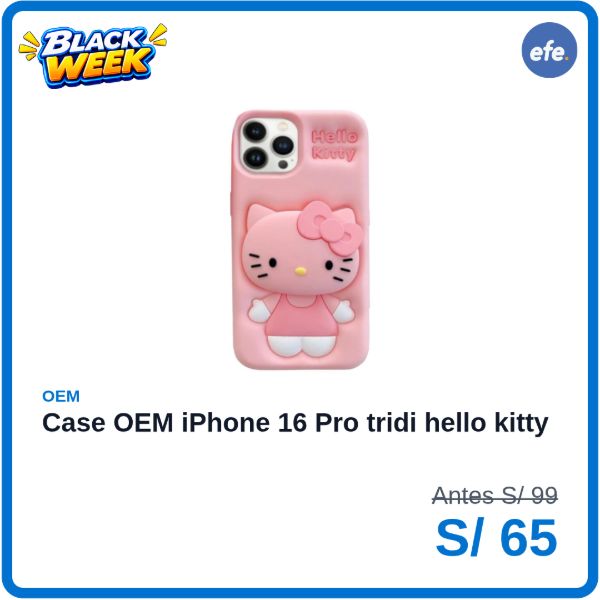 BLACK
WEEK
efe.
Hello
Kitty
OEM
Case OEM iPhone 16 Pro tridi hello kitty
Antes S/ 99
S/ 65